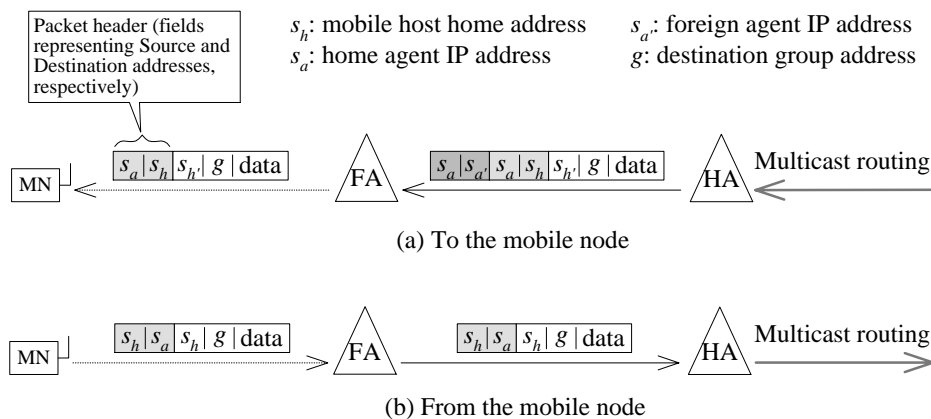 Packet header (fields
representing Source and
Destination addresses,
respectively)
s_h: mobile host home address
s_a: home agent IP address
s_a': foreign agent IP address
g: destination group address
MN
s_a | s_h | s_h' | g | data
FA
s_a | s_a' | s_a | s_h | s_h' | g | data
HA
Multicast routing
(a) To the mobile node
MN
s_h | s_a | s_h | g | data
FA
s_h | s_a | s_h | g | data
HA
Multicast routing
(b) From the mobile node